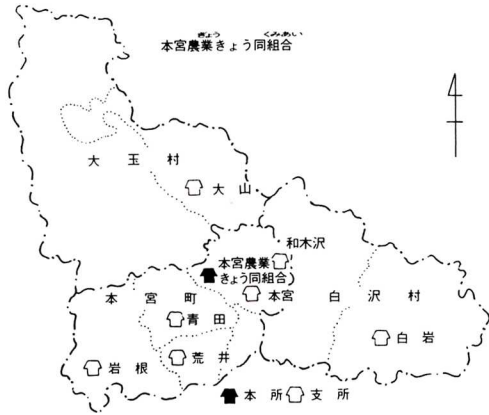 ぎょう くみあい
本宮農業きょう同組合
大玉村
大山
和木沢
本宮農業
きょう同組合)
本宮町
本宮
白沢村
青田
白岩
岩根
荒井
本所 支所